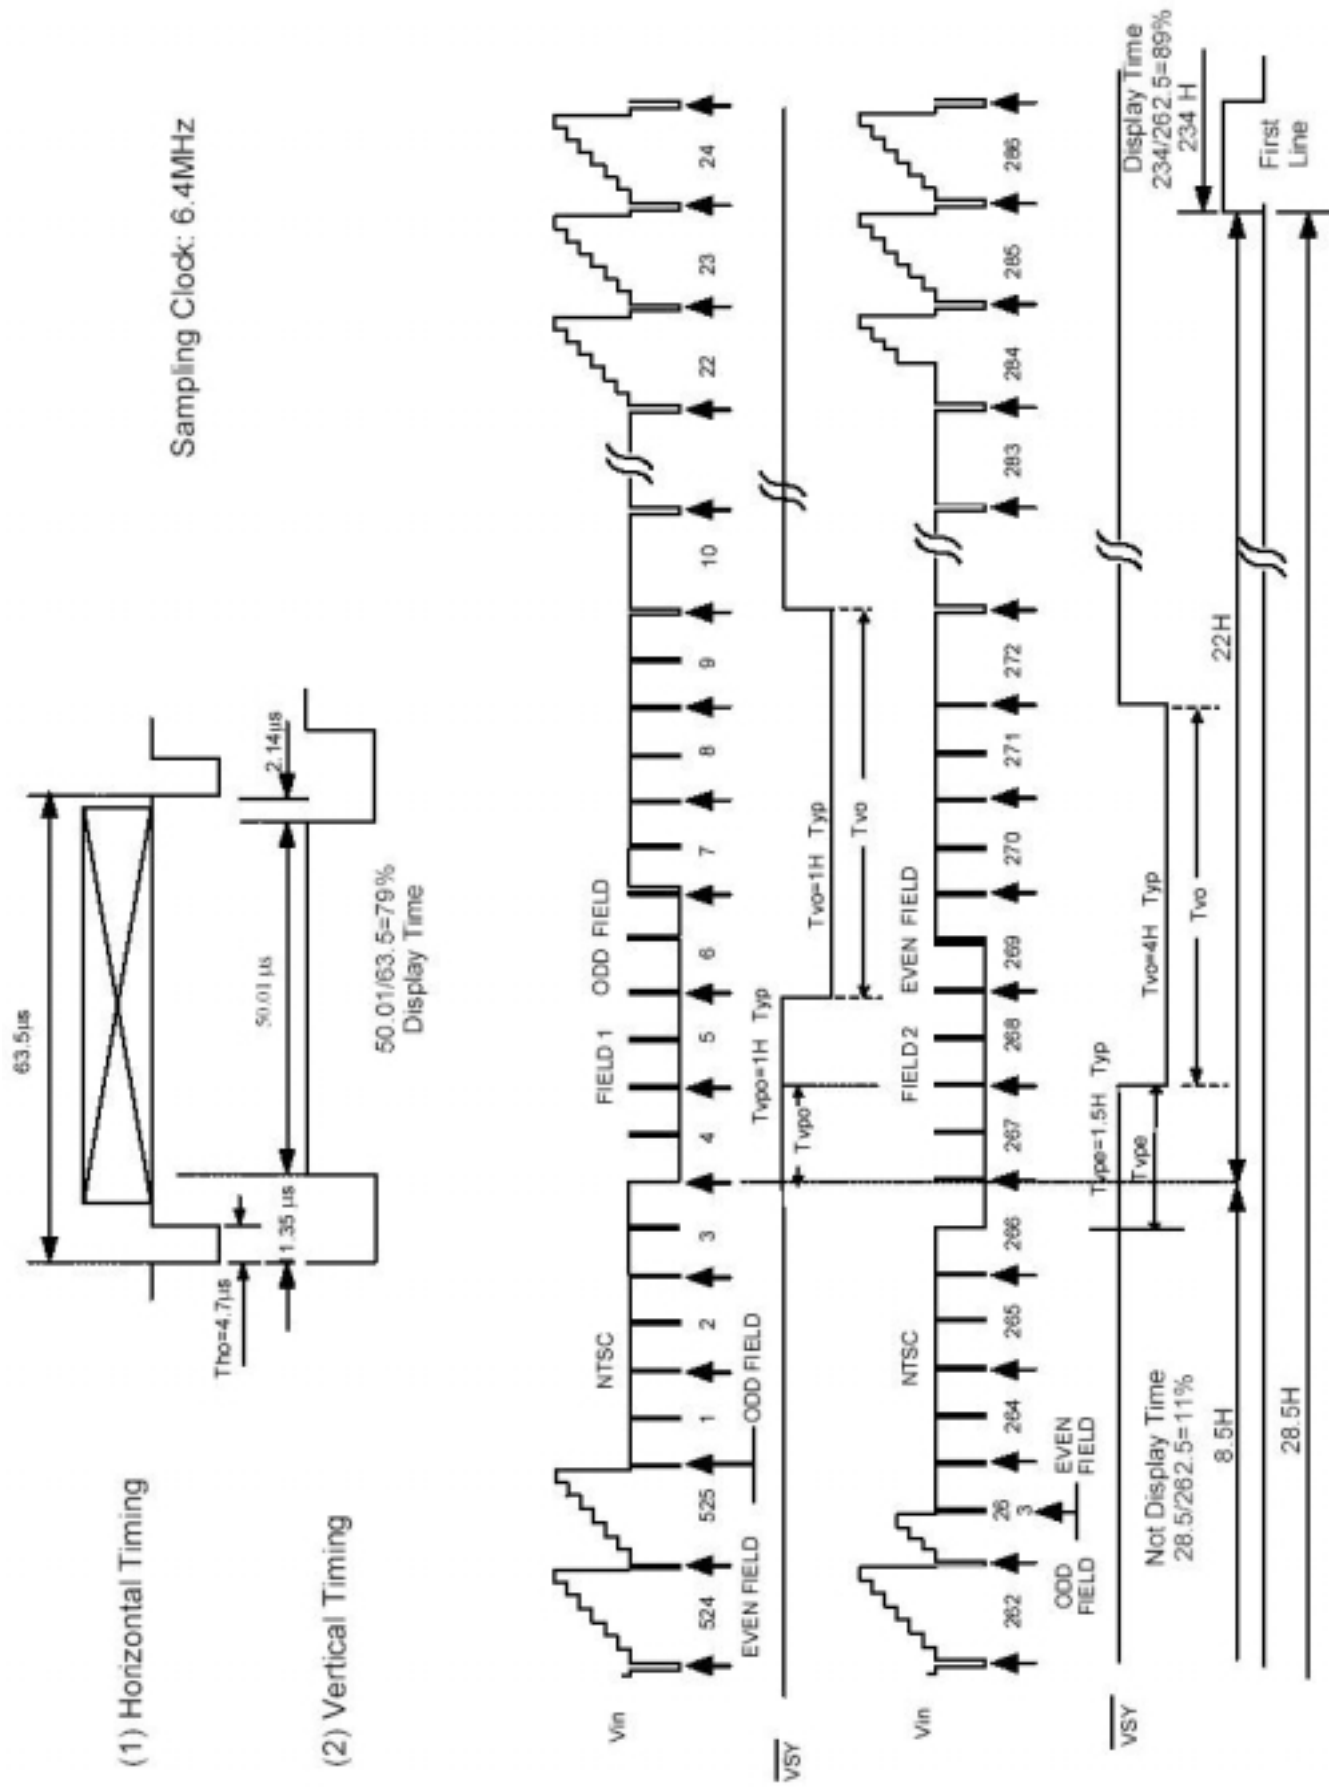 (1) Horizontal Timing
Sampling Clock: 6.4MHz
63.5µs
Tho=4.7µs
11.35 µs
50.01 µs
2.14µs
(2) Vertical Timing
50.01/63.5=79%
Display Time
NTSC
FIELD 1
ODD FIELD
Vin
524
525
1
2
3
4
5
6
7
8
9
10
22
23
24
EVEN FIELD
ODD FIELD
Tvpo=1H Typ
Tvo=1H Typ
VSY
Tvpo
Tvo
NTSC
FIELD 2
EVEN FIELD
Vin
262
26
3
264
265
266
267
268
269
270
271
272
283
284
285
286
ODD
FIELD
EVEN
FIELD
Tvpe=1.5H Typ
Tvo=4H Typ
VSY
Tvpe
Tvo
Display Time
234/262.5=89%
234 H
Not Display Time
28.5/262.5=11%
8.5H
22H
First
Line
28.5H